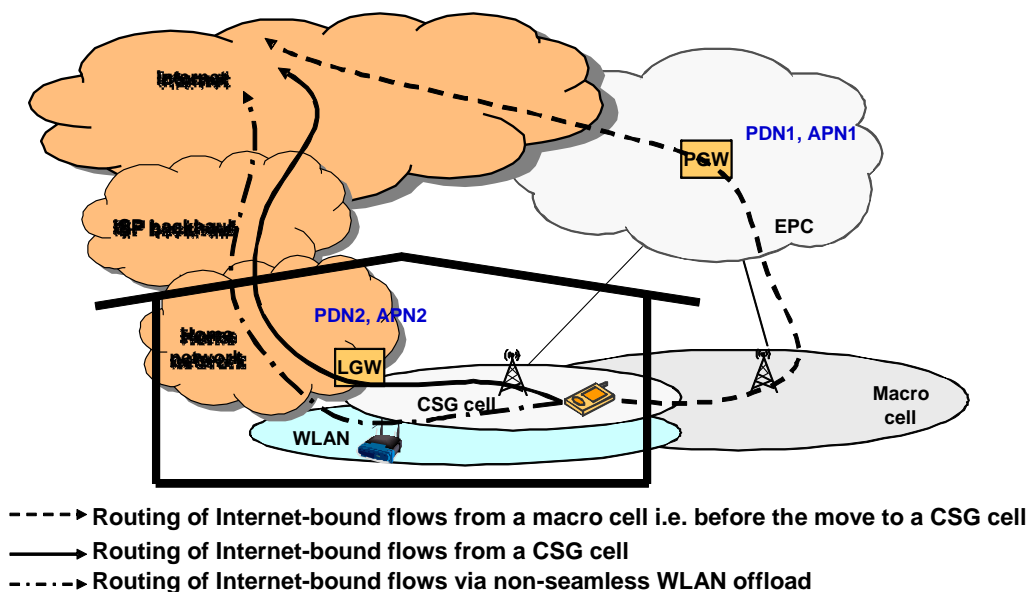 Internet
PDN1, APN1
PGW
ISP backhaul
EPC
PDN2, APN2
Home
network
LGW
CSG cell
Macro
cell
WLAN
Routing of Internet-bound flows from a macro cell i.e. before the move to a CSG cell
Routing of Internet-bound flows from a CSG cell
Routing of Internet-bound flows via non-seamless WLAN offload